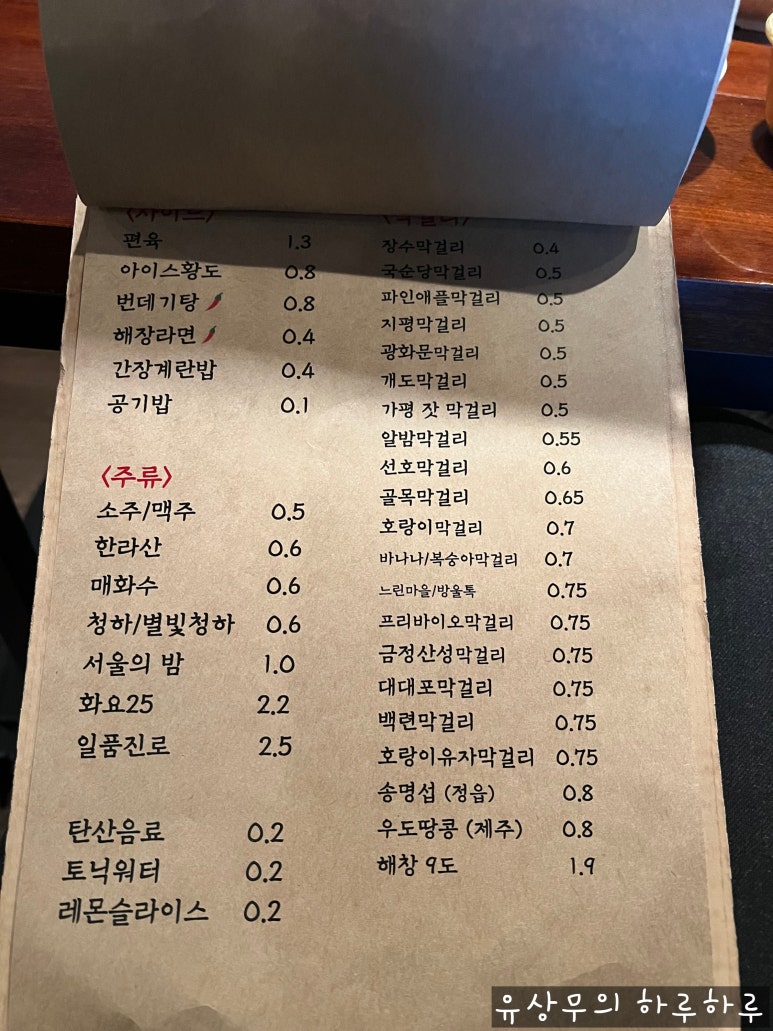 <사이드>
편육 1.3
아이스황도 0.8
번데기탕 0.8
해장라면 0.4
간장계란밥 0.4
공기밥 0.1
<주류>
소주/맥주 0.5
한라산 0.6
매화수 0.6
청하/별빛청하 0.6
서울의 밤 1.0
화요25 2.2
일품진로 2.5
탄산음료 0.2
토닉워터 0.2
레몬슬라이스 0.2
<막걸리>
장수막걸리 0.4
국순당막걸리 0.5
파인애플막걸리 0.5
지평막걸리 0.5
광화문막걸리 0.5
개도막걸리 0.5
가평 잣 막걸리 0.5
알밤막걸리 0.55
선호막걸리 0.6
골목막걸리 0.65
호랑이막걸리 0.7
바나나/복숭아막걸리 0.7
느린마을/방울톡 0.75
프리바이오막걸리 0.75
금정산성막걸리 0.75
대대포막걸리 0.75
백련막걸리 0.75
호랑이유자막걸리 0.75
송명섭 (정읍) 0.8
우도땅콩 (제주) 0.8
해창 9도 1.9
유상무의 하루하루